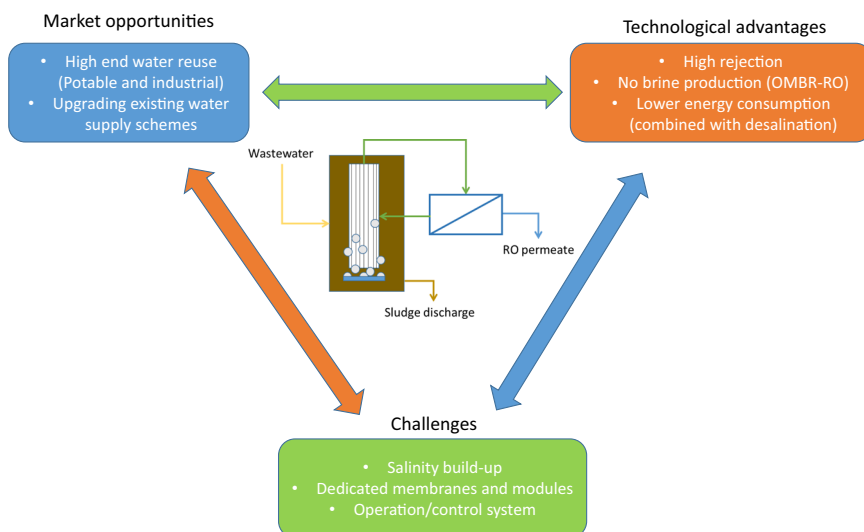 Market opportunities
• High end water reuse
(Potable and industrial)
• Upgrading existing water
supply schemes
Technological advantages
• High rejection
• No brine production (OMBR-RO)
• Lower energy consumption
(combined with desalination)
Wastewater
RO permeate
Sludge discharge
Challenges
• Salinity build-up
• Dedicated membranes and modules
• Operation/control system